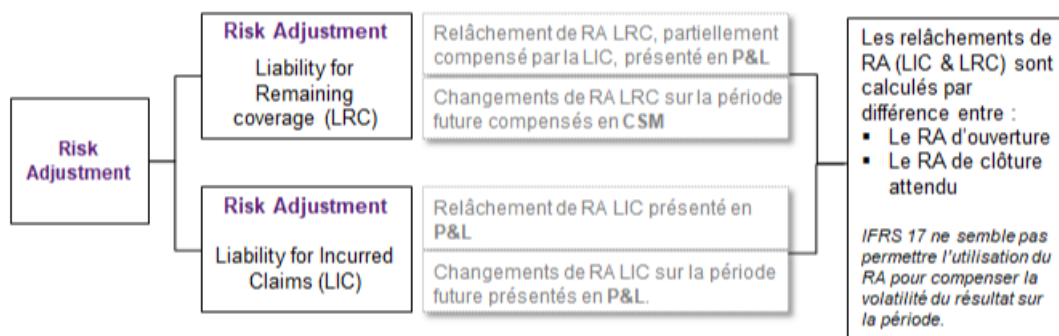 Risk
Adjustment
Risk Adjustment
Liability for
Remaining
coverage (LRC)
Relâchement de RA LRC, partiellement
compensé par la LIC, présenté en P&L
Changements de RA LRC sur la période
future compensés en CSM
Risk Adjustment
Liability for Incurred
Claims (LIC)
Relâchement de RA LIC présenté en
P&L
Changements de RA LIC sur la période
future présentés en P&L.
Les relâchements de
RA (LIC & LRC) sont
calculés par
différence entre :
▪ Le RA d'ouverture
▪ Le RA de clôture
attendu
IFRS 17 ne semble pas
permettre l'utilisation du
RA pour compenser la
volatilité du résultat sur
la période.